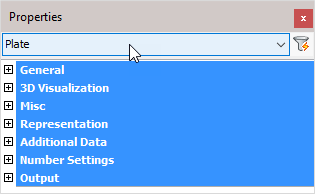 Properties
Plate
General
3D Visualization
Misc
Representation
Additional Data
Number Settings
Output